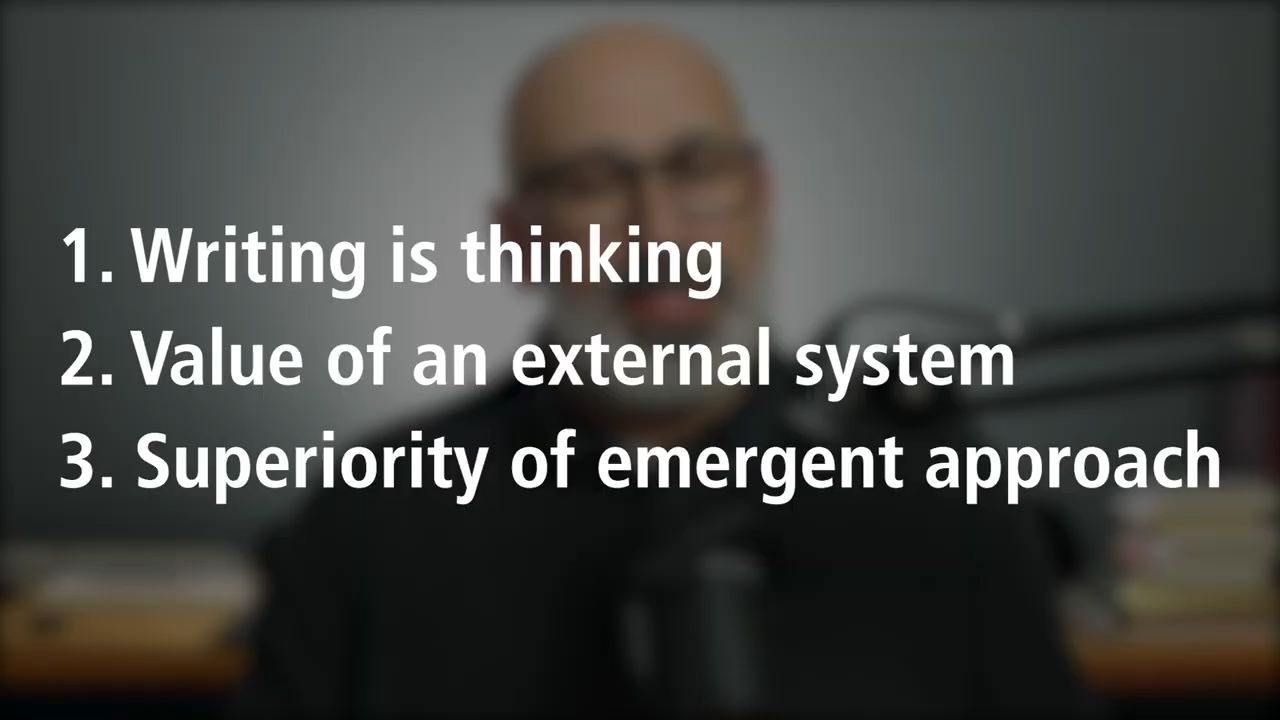 1. Writing is thinking
2. Value of an external system
3. Superiority of emergent approach